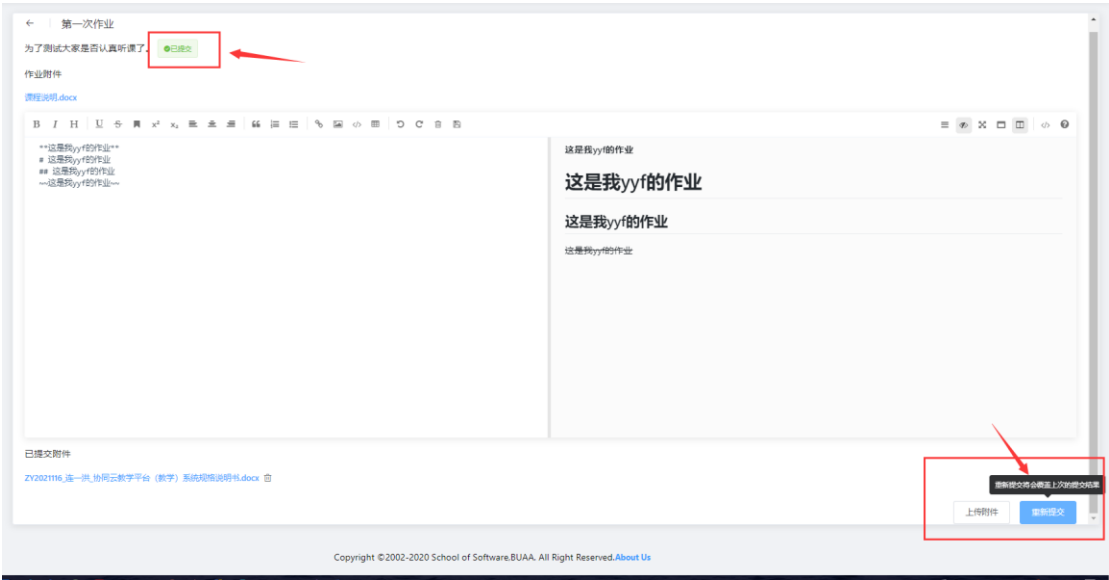 ← 第一次作业
为了测试大家是否认真听课了。 已提交
作业附件
课程说明.docx
B I H U S x² x₂
**这是我yyf的作业**
# 这是我yyf的作业
## 这是我yyf的作业
~~这是我yyf的作业~~
这是我yyf的作业
这是我yyf的作业
这是我yyf的作业
这是我yyf的作业
已提交附件
ZY2021116_连一洪_协同云教学平台（教学）系统规格说明书.docx
重新提交将会覆盖上次的提交结果
上传附件 重新提交
Copyright ©2002-2020 School of Software.BUAA. All Right Reserved.About Us